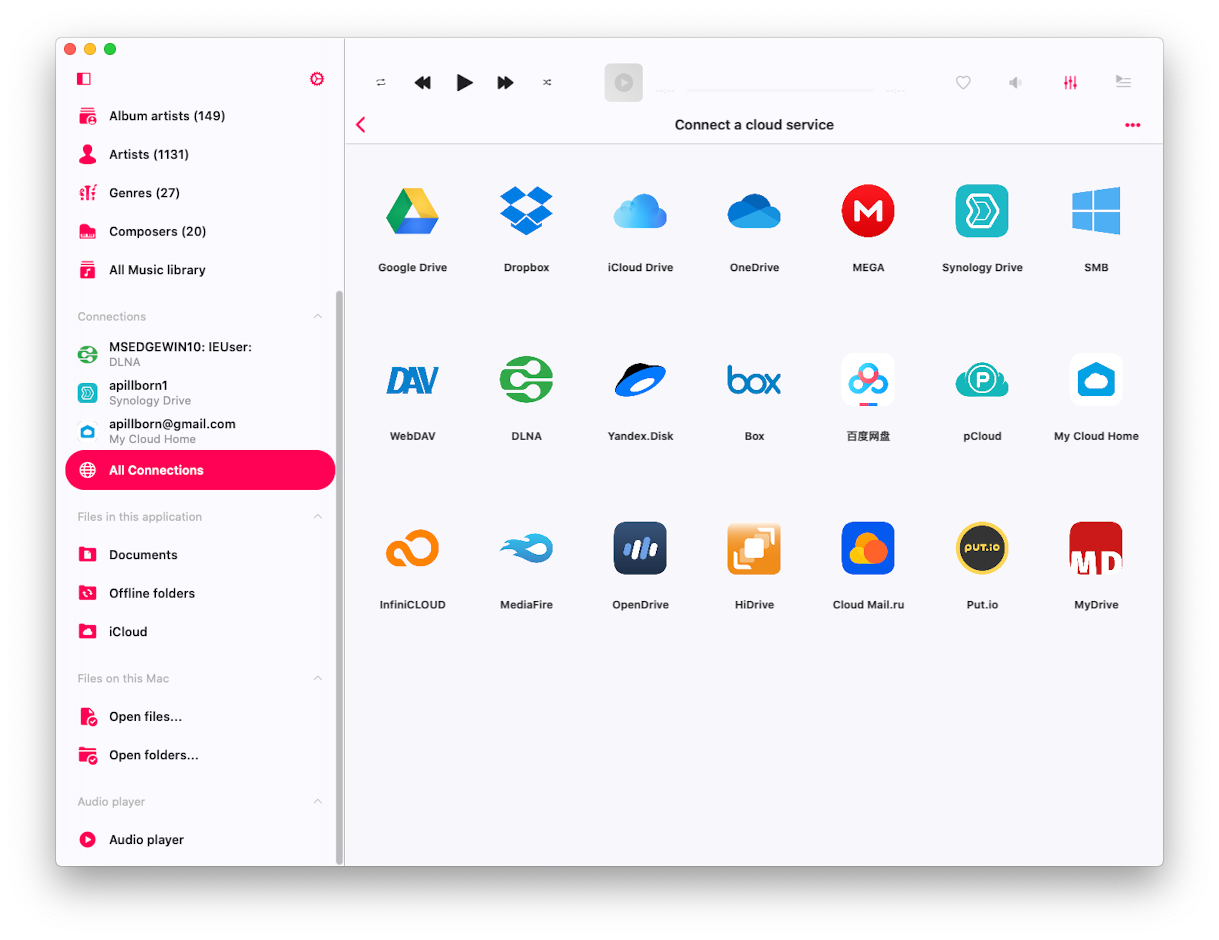 Album artists (149)
Artists (1131)
Genres (27)
Composers (20)
All Music library
Connections
MSEDGEWIN10: IEUser:
DLNA
apillborn1
Synology Drive
apillborn@gmail.com
My Cloud Home
All Connections
Files in this application
Documents
Offline folders
iCloud
Files on this Mac
Open files...
Open folders...
Audio player
Audio player
--:--
--:--
Connect a cloud service
Google Drive
Dropbox
iCloud Drive
OneDrive
M
MEGA
Synology Drive
SMB
DAV
WebDAV
DLNA
Yandex.Disk
box
Box
百度网盘
P
pCloud
My Cloud Home
InfiniCLOUD
MediaFire
OpenDrive
HiDrive
Cloud Mail.ru
PUT.IO
Put.io
MD
MyDrive